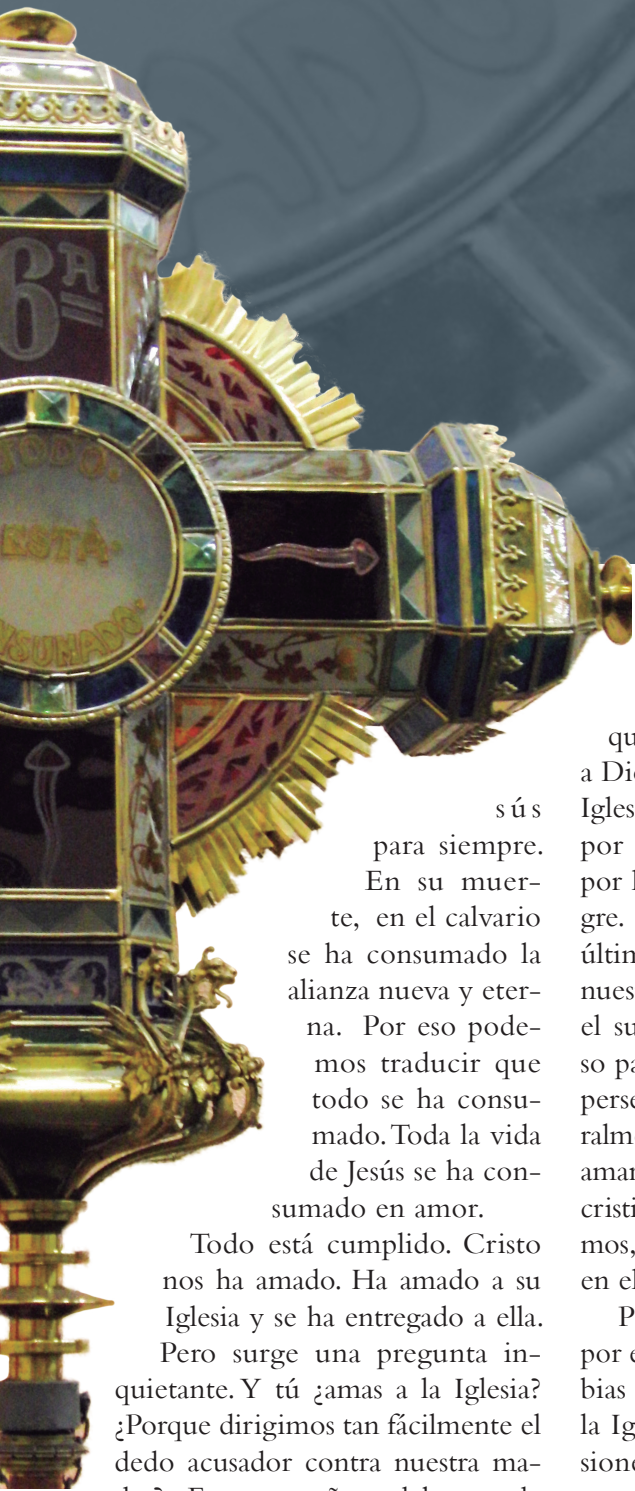 6ª
·TODO·
ESTÁ·
NSUMADO·
sús
para siempre.
En su muer-
te, en el calvario
se ha consumado la
alianza nueva y eter-
na. Por eso pode-
mos traducir que
todo se ha consu-
mado. Toda la vida
de Jesús se ha con-
sumado en amor.
Todo está cumplido. Cristo
nos ha amado. Ha amado a su
Iglesia y se ha entregado a ella.
Pero surge una pregunta in-
quietante. Y tú ¿amas a la Iglesia?
¿Porque dirigimos tan fácilmente el
dedo acusador contra nuestra ma-
qu
a Di
Igles
por
por
gre.
últi
nues
el su
so pa
perse
ralm
amar
cristi
mos,
en el
P
por e
bias
la Ig
sione